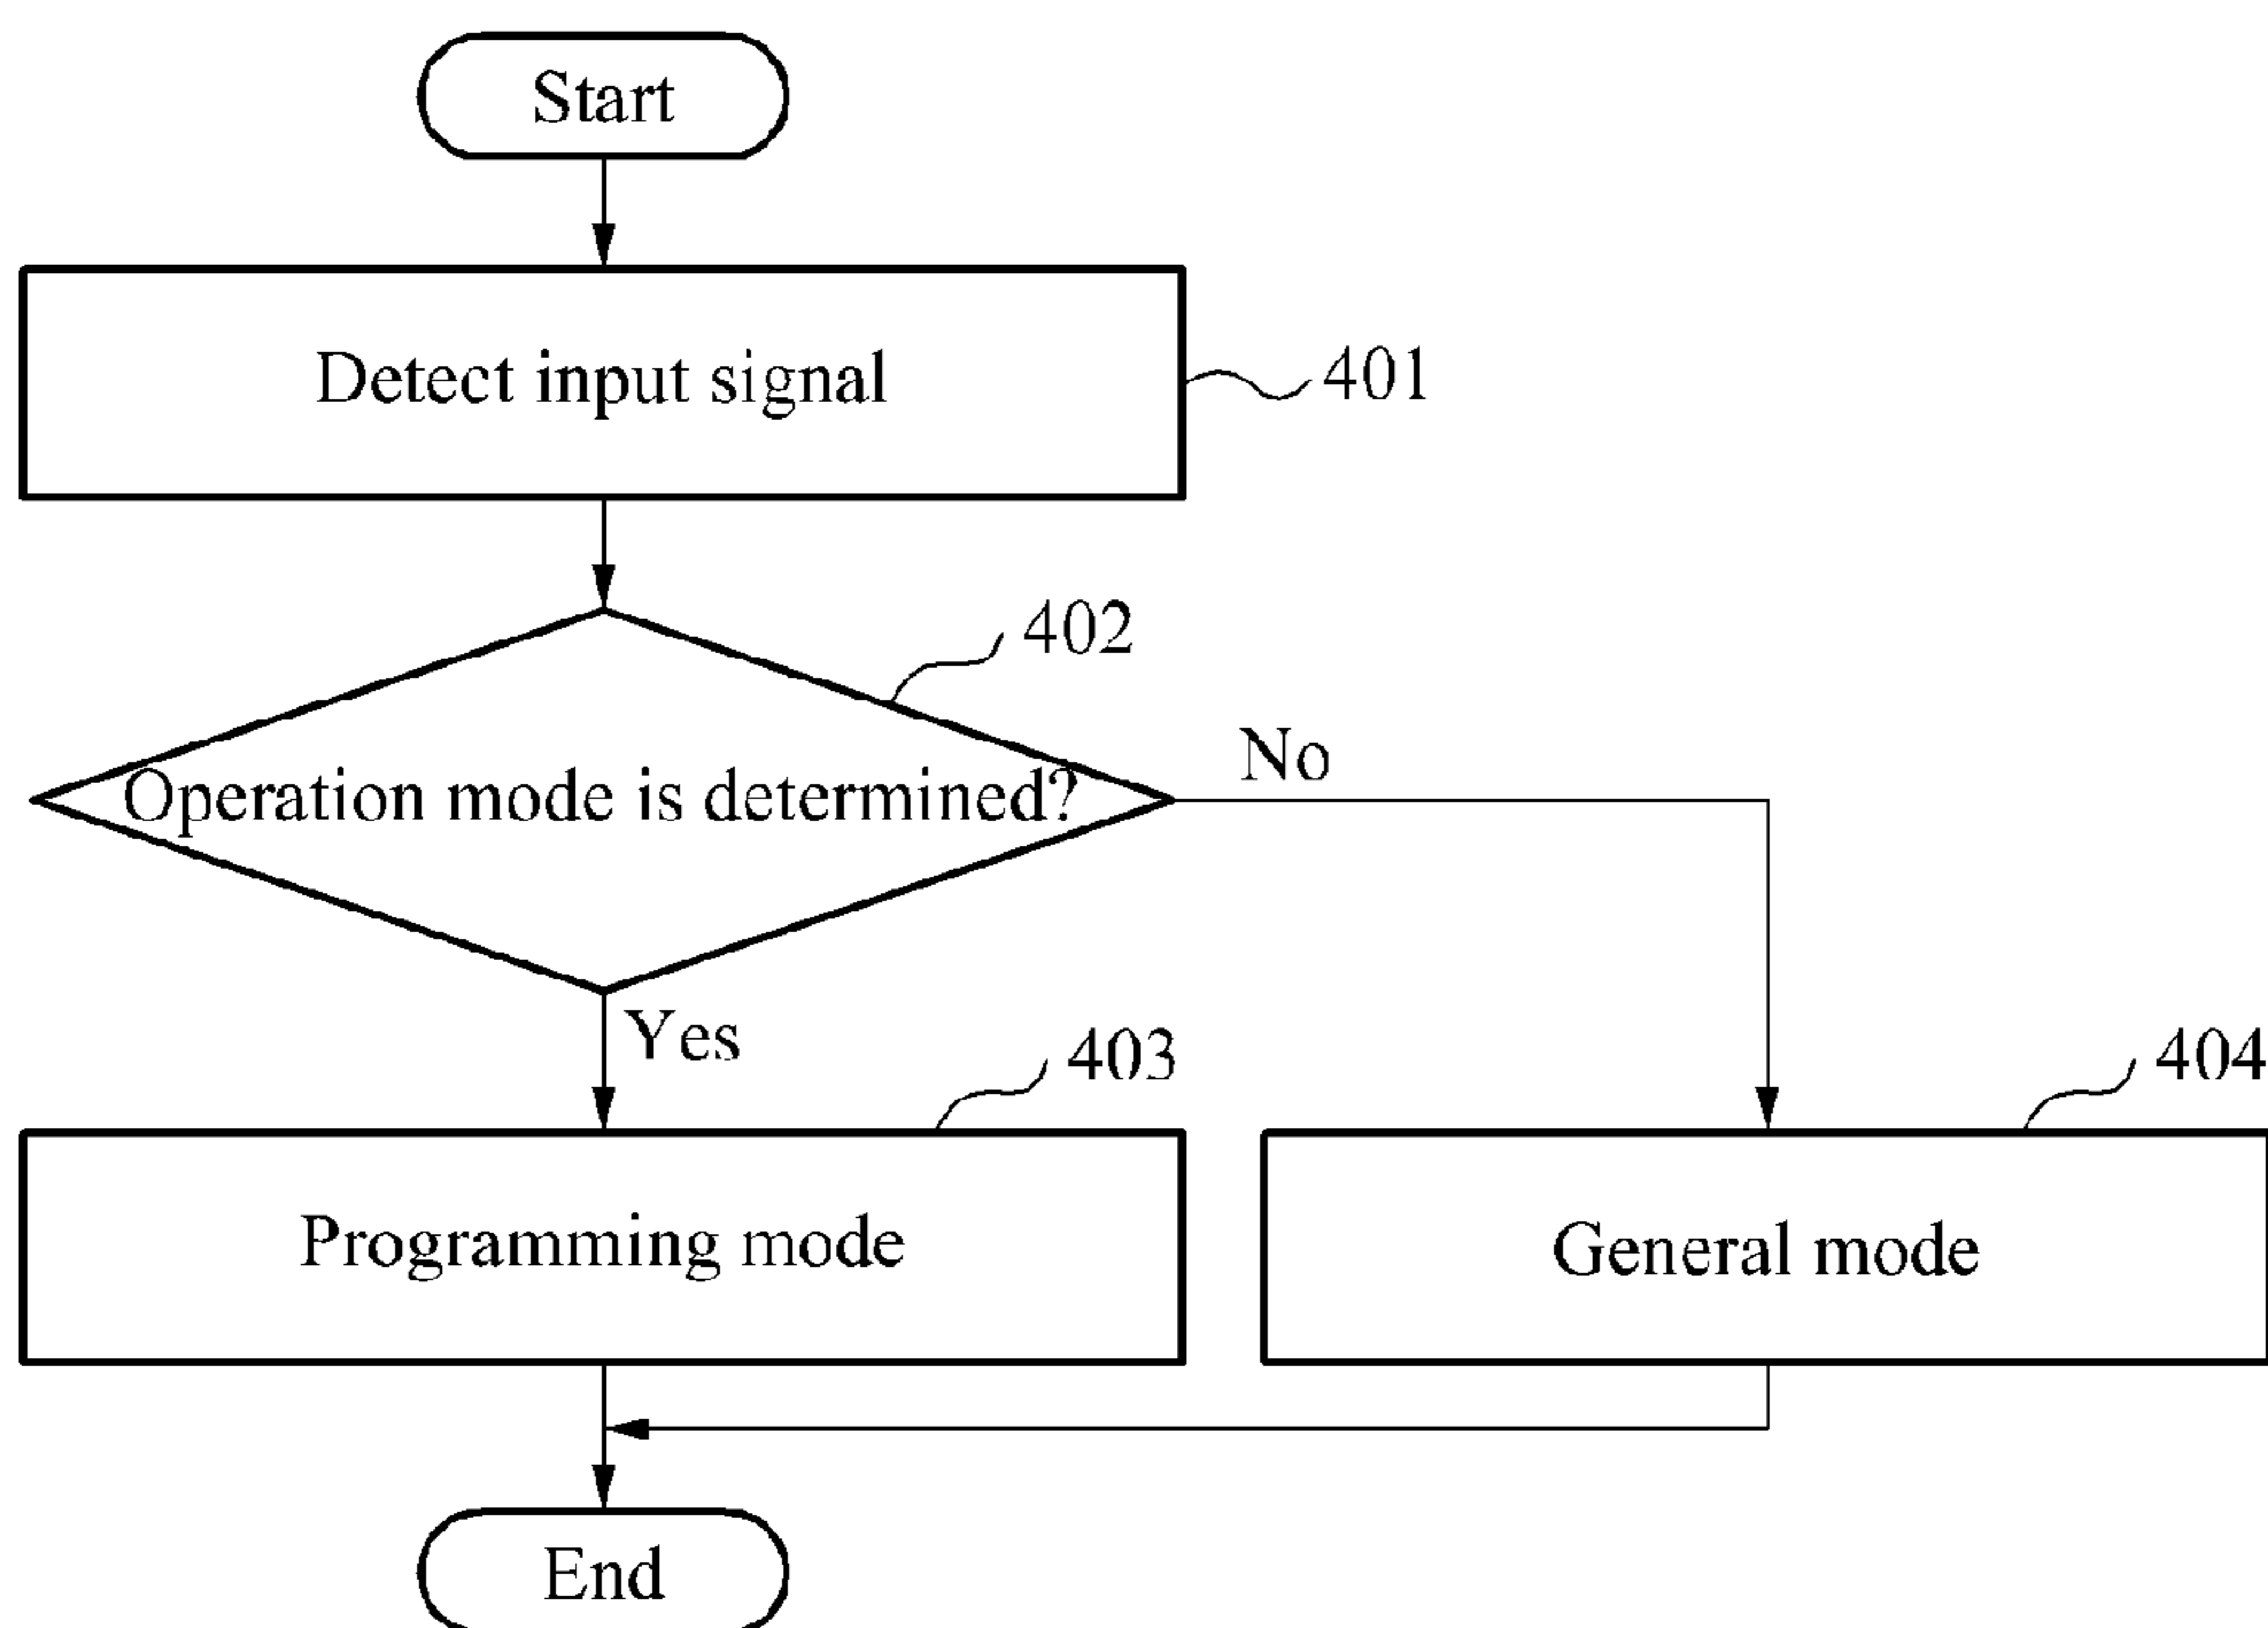 Start
Detect input signal
401
402
Operation mode is determined?
No
Yes
403
404
Programming mode
General mode
End